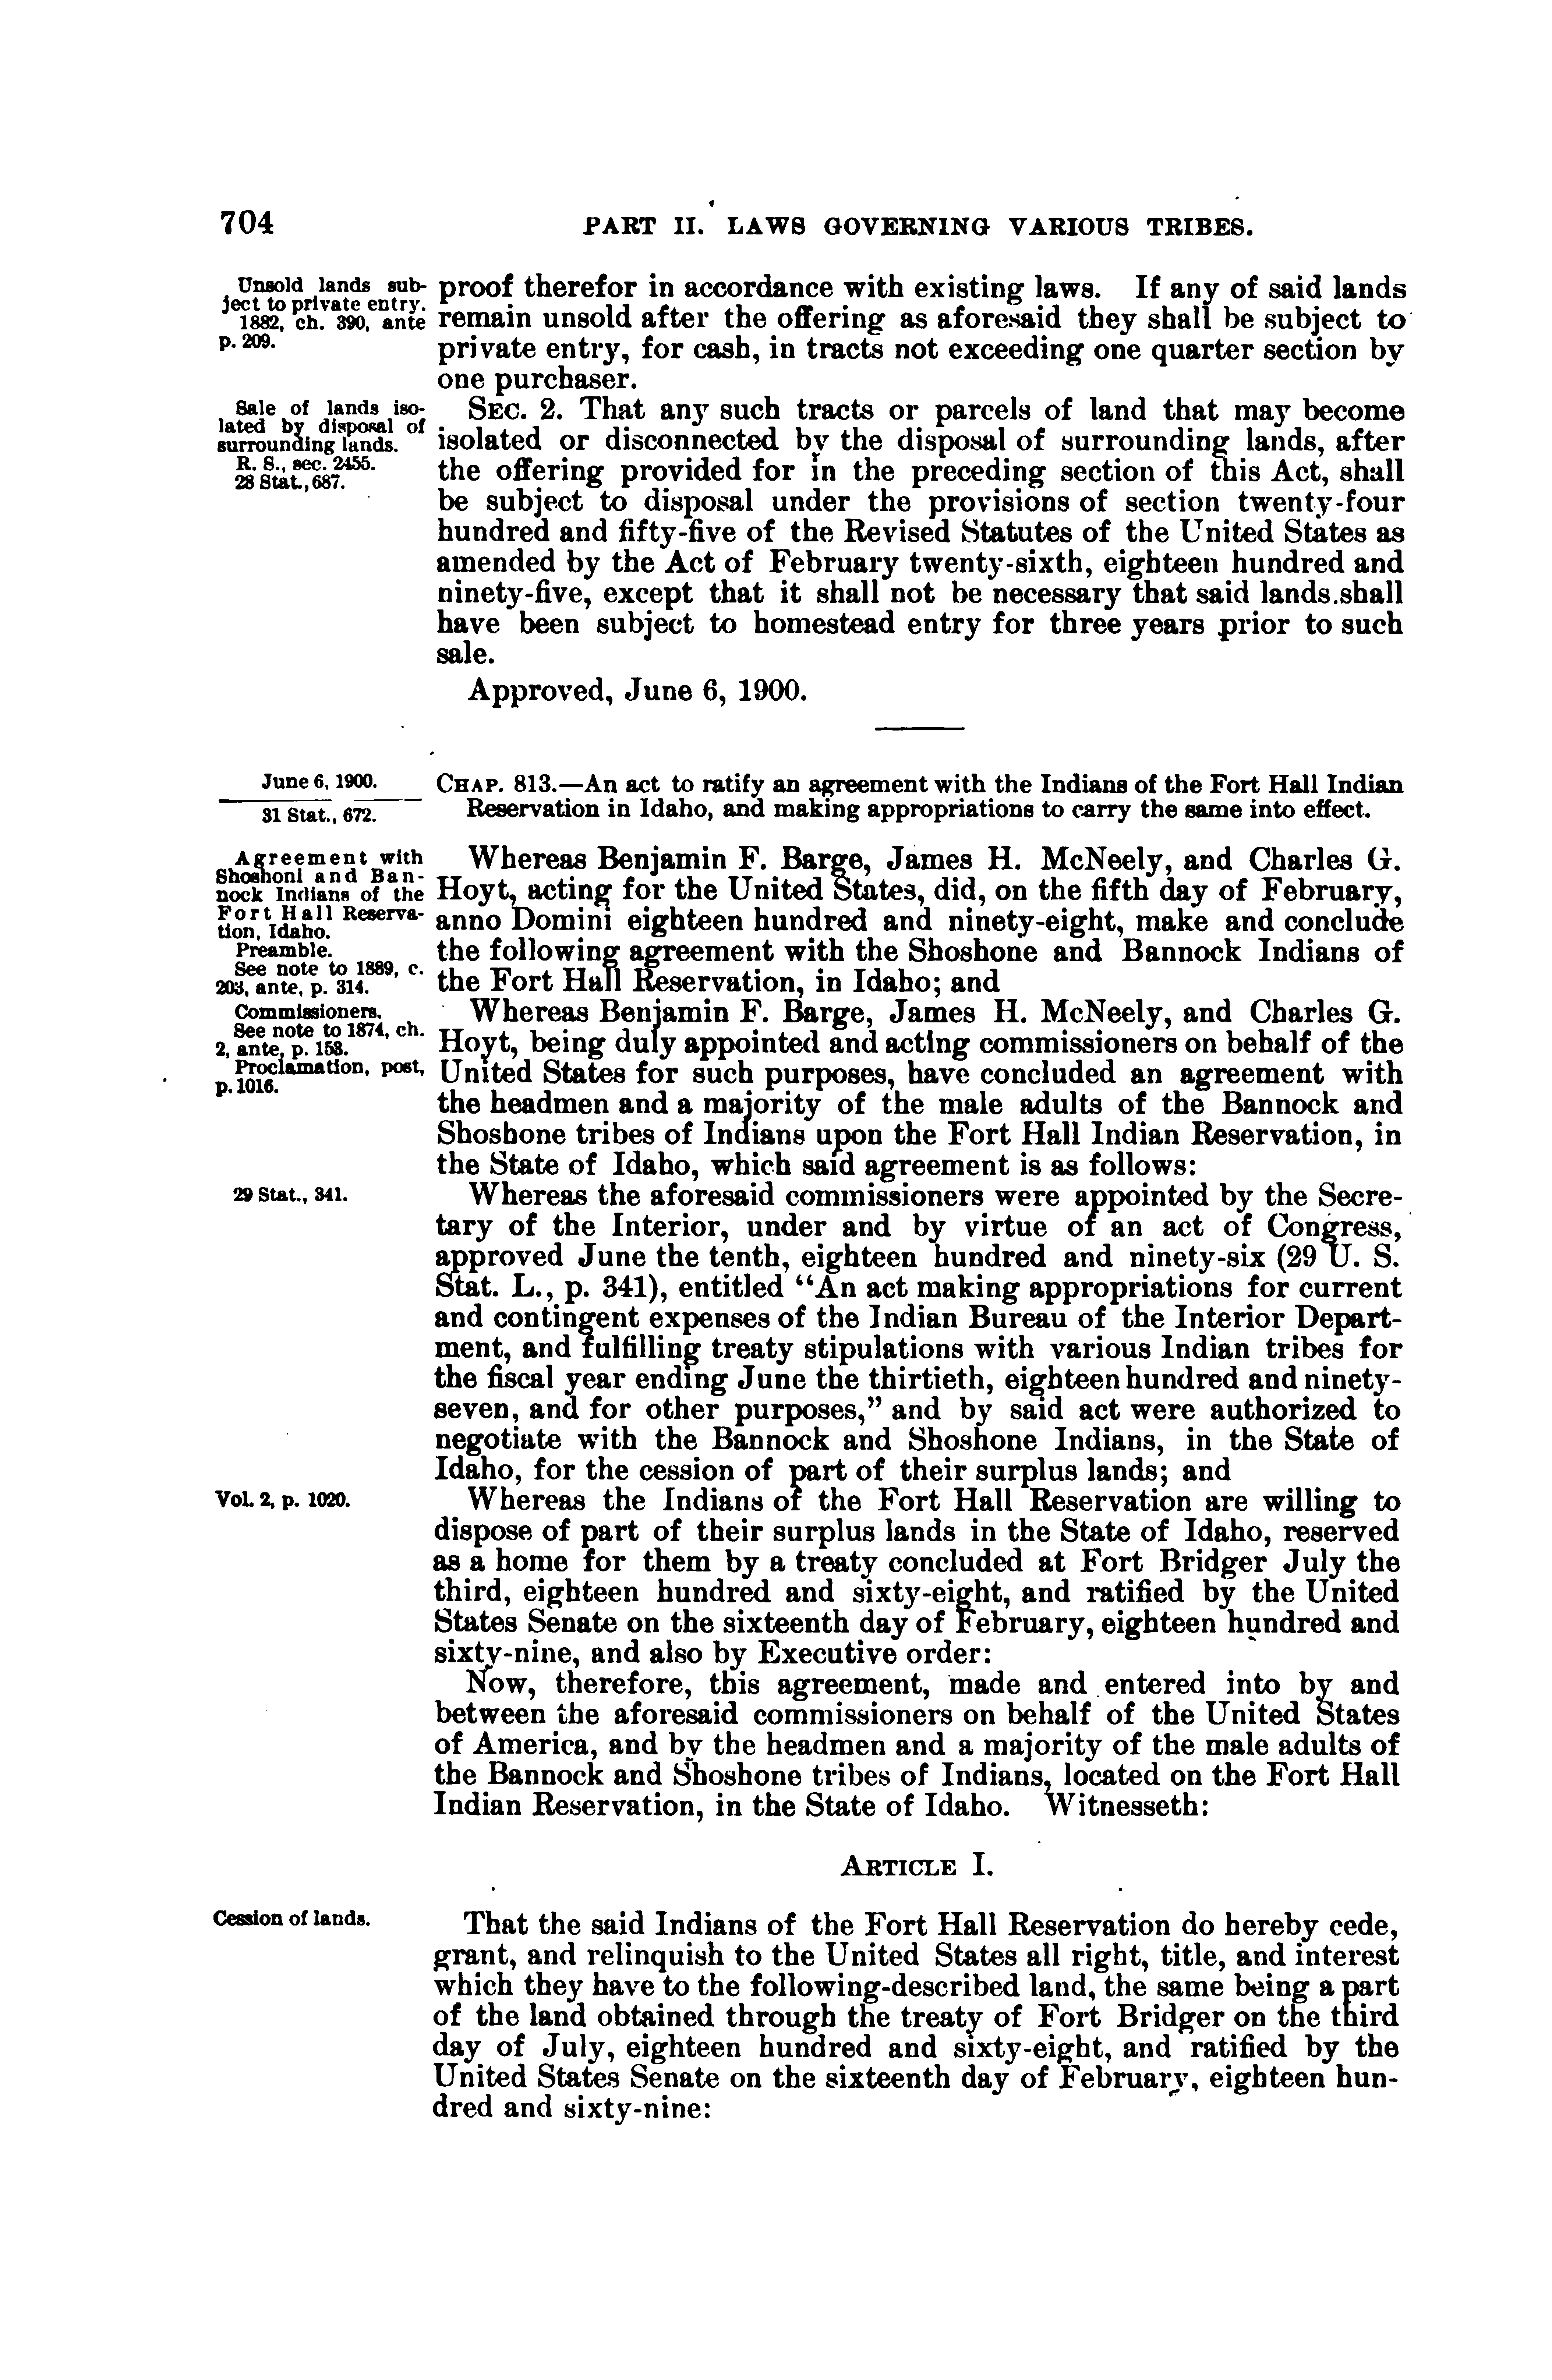 704
PART II. LAWS GOVERNING VARIOUS TRIBES.
Unsold lands sub-
ject to private entry.
1882, ch. 390, ante
p. 209.
proof therefor in accordance with existing laws. If any of said lands
remain unsold after the offering as aforesaid they shall be subject to
private entry, for cash, in tracts not exceeding one quarter section by
one purchaser.
Sale of lands iso-
lated by disposal of
surrounding lands.
R. S., sec. 2455.
28 Stat., 687.
SEC. 2. That any such tracts or parcels of land that may become
isolated or disconnected by the disposal of surrounding lands, after
the offering provided for in the preceding section of this Act, shall
be subject to disposal under the provisions of section twenty-four
hundred and fifty-five of the Revised Statutes of the United States as
amended by the Act of February twenty-sixth, eighteen hundred and
ninety-five, except that it shall not be necessary that said lands shall
have been subject to homestead entry for three years prior to such
sale.
Approved, June 6, 1900.
June 6, 1900.
31 Stat., 672.
CHAP. 813.—An act to ratify an agreement with the Indians of the Fort Hall Indian
Reservation in Idaho, and making appropriations to carry the same into effect.
Agreement with
Shoshoni and Ban-
nock Indians of the
Fort Hall Reserva-
tion, Idaho.
Preamble.
See note to 1889, c.
203, ante, p. 314.
Commissioners.
See note to 1874, ch.
2, ante, p. 158.
Proclamation, post,
p. 1016.
Whereas Benjamin F. Barge, James H. McNeely, and Charles G.
Hoyt, acting for the United States, did, on the fifth day of February,
anno Domini eighteen hundred and ninety-eight, make and conclude
the following agreement with the Shoshone and Bannock Indians of
the Fort Hall Reservation, in Idaho; and
Whereas Benjamin F. Barge, James H. McNeely, and Charles G.
Hoyt, being duly appointed and acting commissioners on behalf of the
United States for such purposes, have concluded an agreement with
the headmen and a majority of the male adults of the Bannock and
Shoshone tribes of Indians upon the Fort Hall Indian Reservation, in
the State of Idaho, which said agreement is as follows:
29 Stat., 341.
Whereas the aforesaid commissioners were appointed by the Secre-
tary of the Interior, under and by virtue of an act of Congress,
approved June the tenth, eighteen hundred and ninety-six (29 U. S.
Stat. L., p. 341), entitled “An act making appropriations for current
and contingent expenses of the Indian Bureau of the Interior Depart-
ment, and fulfilling treaty stipulations with various Indian tribes for
the fiscal year ending June the thirtieth, eighteen hundred and ninety-
seven, and for other purposes,” and by said act were authorized to
negotiate with the Bannock and Shoshone Indians, in the State of
Idaho, for the cession of part of their surplus lands; and
Vol. 2, p. 1020.
Whereas the Indians of the Fort Hall Reservation are willing to
dispose of part of their surplus lands in the State of Idaho, reserved
as a home for them by a treaty concluded at Fort Bridger July the
third, eighteen hundred and sixty-eight, and ratified by the United
States Senate on the sixteenth day of February, eighteen hundred and
sixty-nine, and also by Executive order:
Now, therefore, this agreement, made and entered into by and
between the aforesaid commissioners on behalf of the United States
of America, and by the headmen and a majority of the male adults of
the Bannock and Shoshone tribes of Indians, located on the Fort Hall
Indian Reservation, in the State of Idaho. Witnesseth:
ARTICLE I.
Cession of lands.
That the said Indians of the Fort Hall Reservation do hereby cede,
grant, and relinquish to the United States all right, title, and interest
which they have to the following-described land, the same being a part
of the land obtained through the treaty of Fort Bridger on the third
day of July, eighteen hundred and sixty-eight, and ratified by the
United States Senate on the sixteenth day of February, eighteen hun-
dred and sixty-nine: